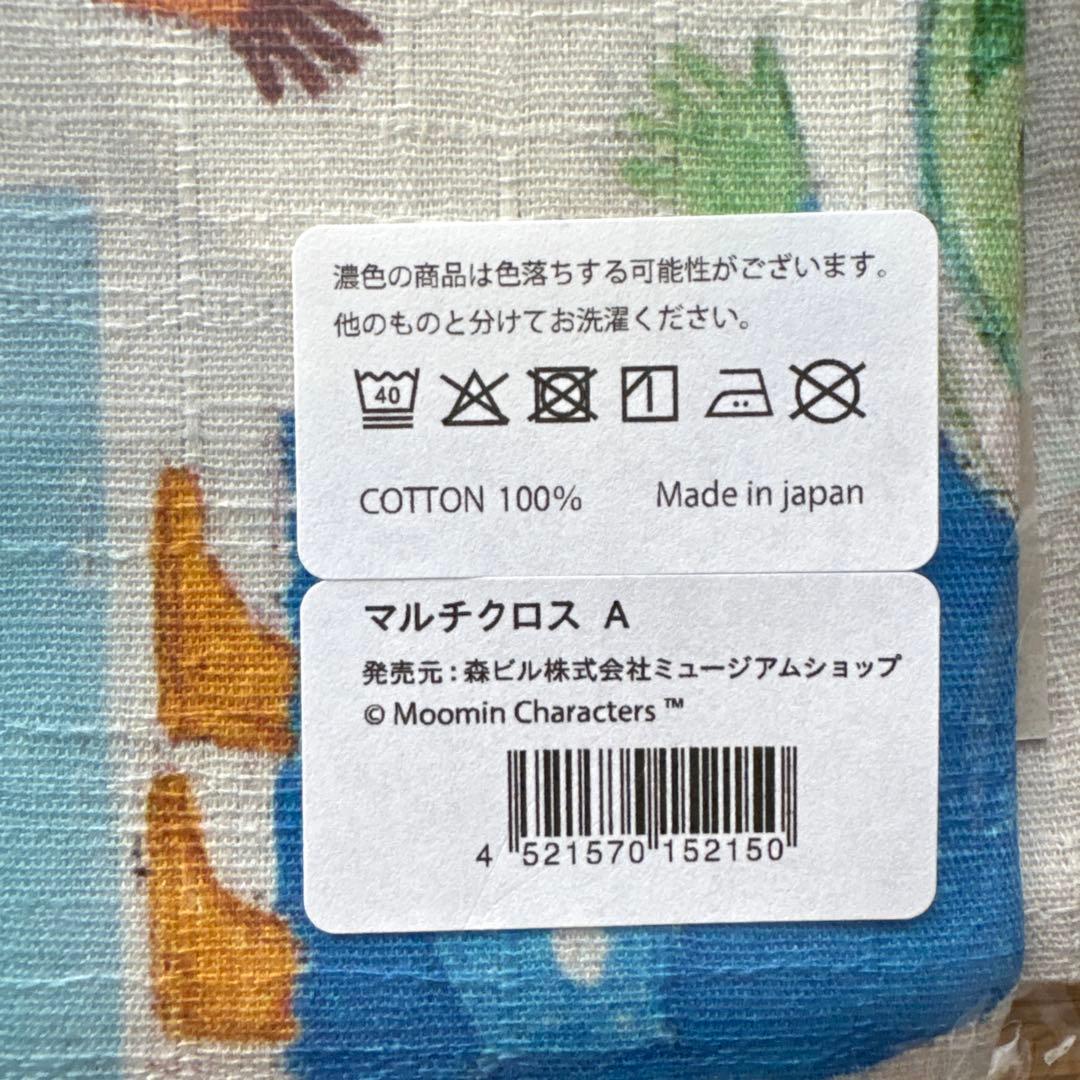 濃色の商品は色落ちする可能性がございます。
他のものと分けてお洗濯ください。
40
COTTON 100%
Made in japan
マルチクロス A
発売元:森ビル株式会社ミュージアムショップ
© Moomin Characters ™
4 521570 152150